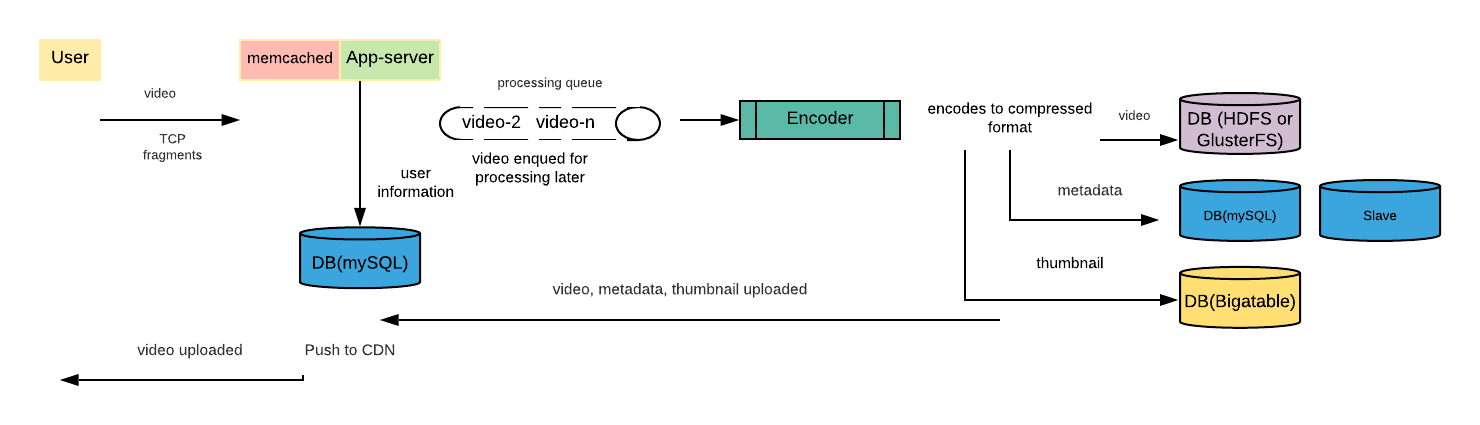 User
memcached
App-server
video
TCP
fragments
processing queue
video-2
video-n
video enqued for
processing later
user
information
DB(mySQL)
Encoder
encodes to compressed
format
video
DB (HDFS or
GlusterFS)
metadata
DB(mySQL)
Slave
thumbnail
DB(Bigatable)
video, metadata, thumbnail uploaded
video uploaded
Push to CDN